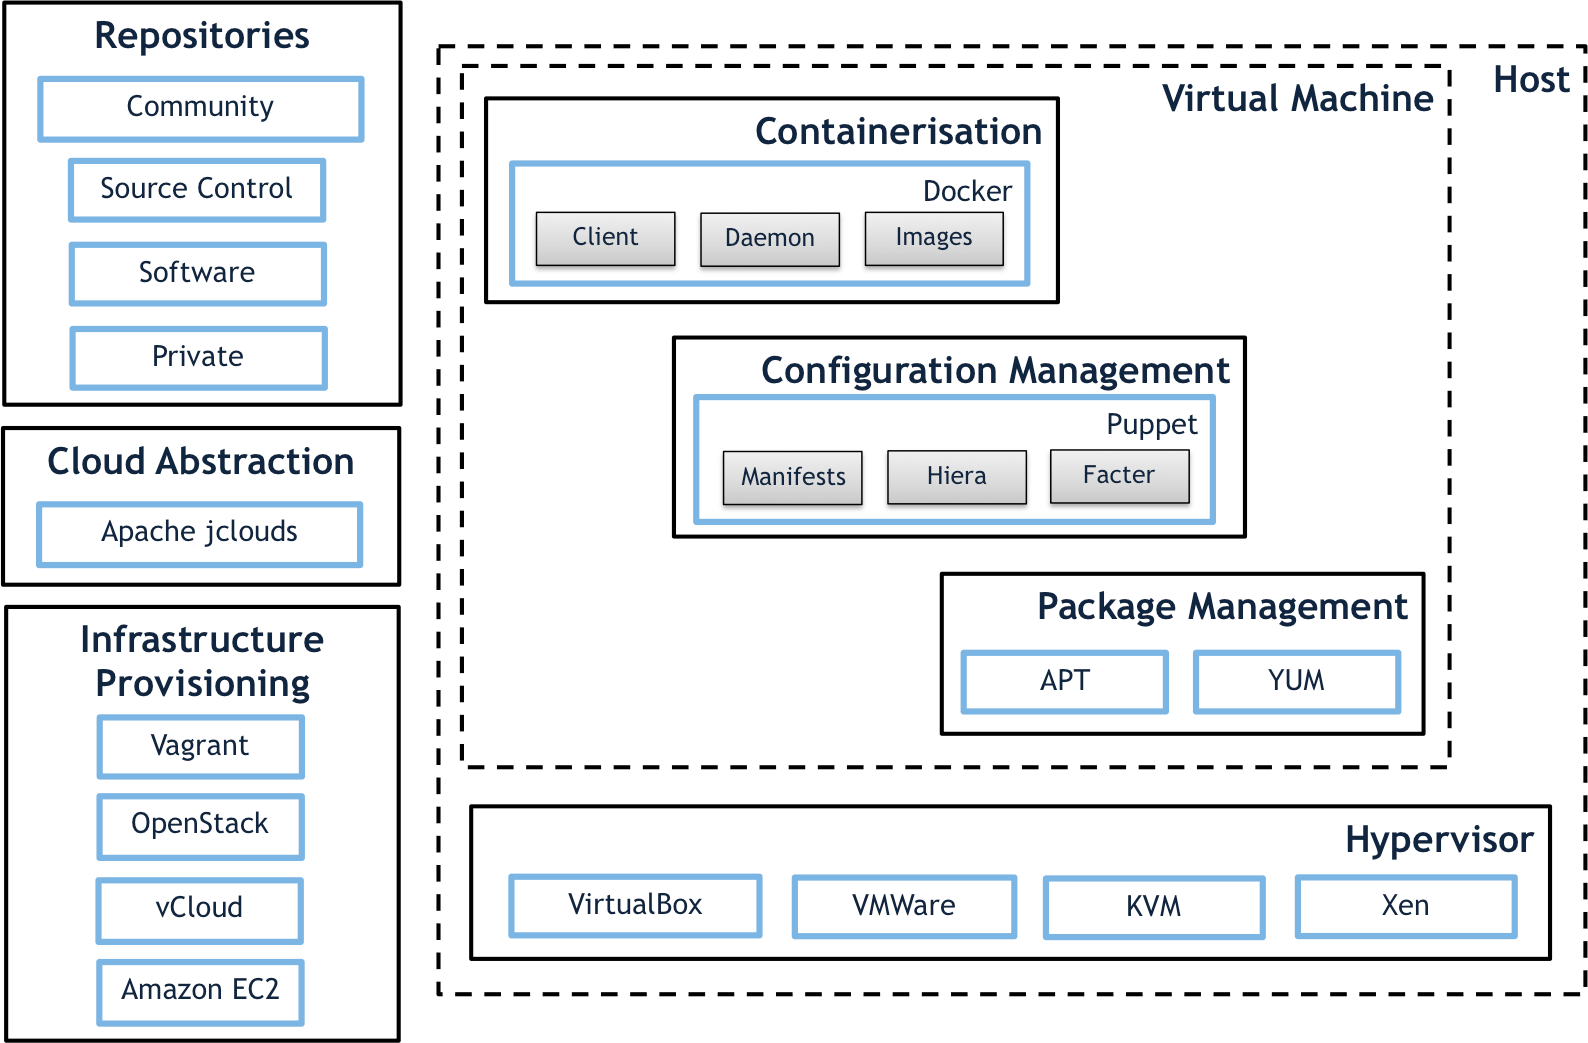 Repositories
Community
Source Control
Software
Private
Cloud Abstraction
Apache jclouds
Infrastructure
Provisioning
Vagrant
OpenStack
vCloud
Amazon EC2
Host
Virtual Machine
Containerisation
Docker
Client
Daemon
Images
Configuration Management
Puppet
Manifests
Hiera
Facter
Package Management
APT
YUM
Hypervisor
VirtualBox
VMWare
KVM
Xen